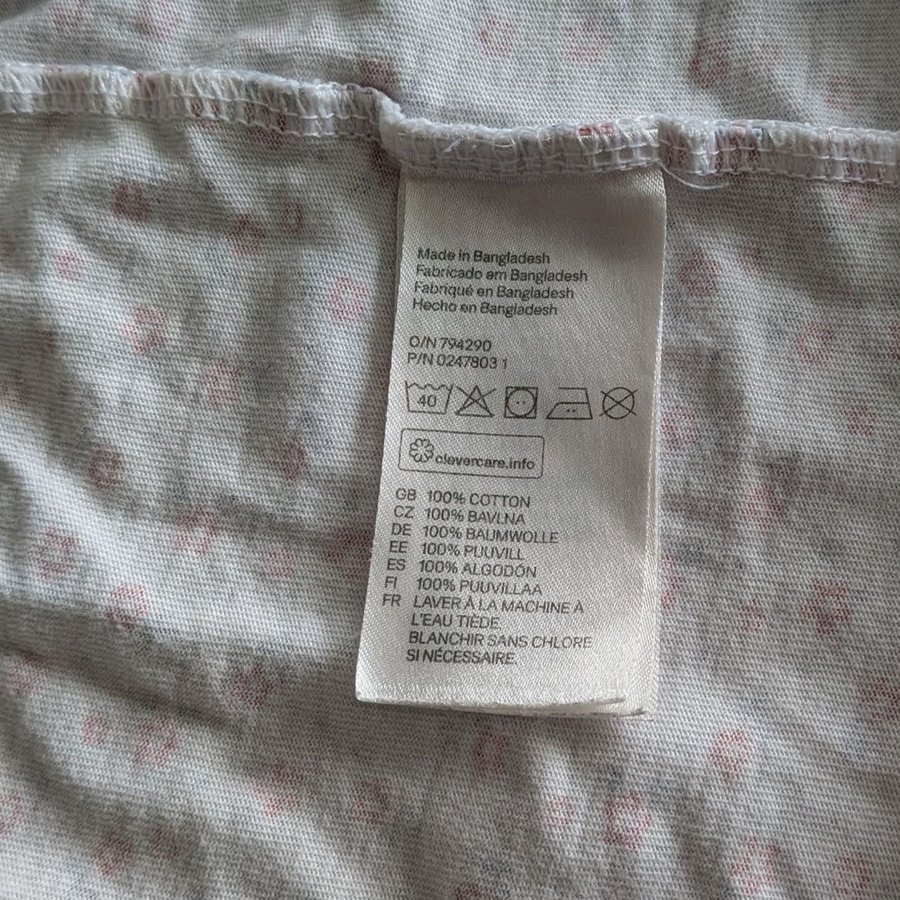 Made in Bangladesh
Fabricado em Bangladesh
Fabriqué en Bangladesh
Hecho en Bangladesh
O/N 794290
P/N 0247803 1
40
clevercare.info
GB 100% COTTON
CZ 100% BAVLNA
DE 100% BAUMWOLLE
EE 100% PUUVILL
ES 100% ALGODÓN
FI 100% PUUVILLAA
FR LAVER À LA MACHINE À
L'EAU TIÈDE.
BLANCHIR SANS CHLORE
SI NÉCESSAIRE.